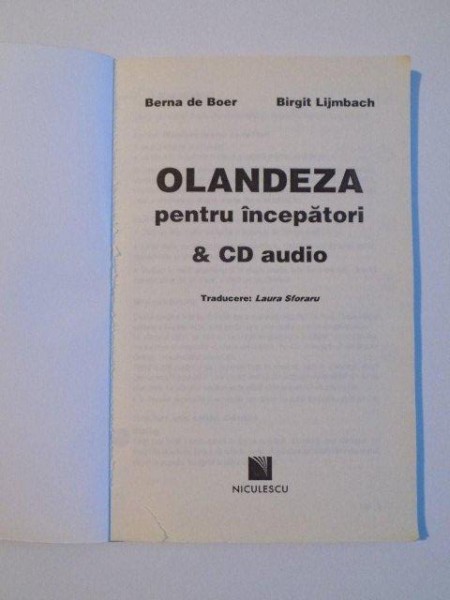 Berna de Boer Birgit Lijmbach
OLANDEZA
pentru începători
& CD audio
Traducere: Laura Sforaru
NICULESCU